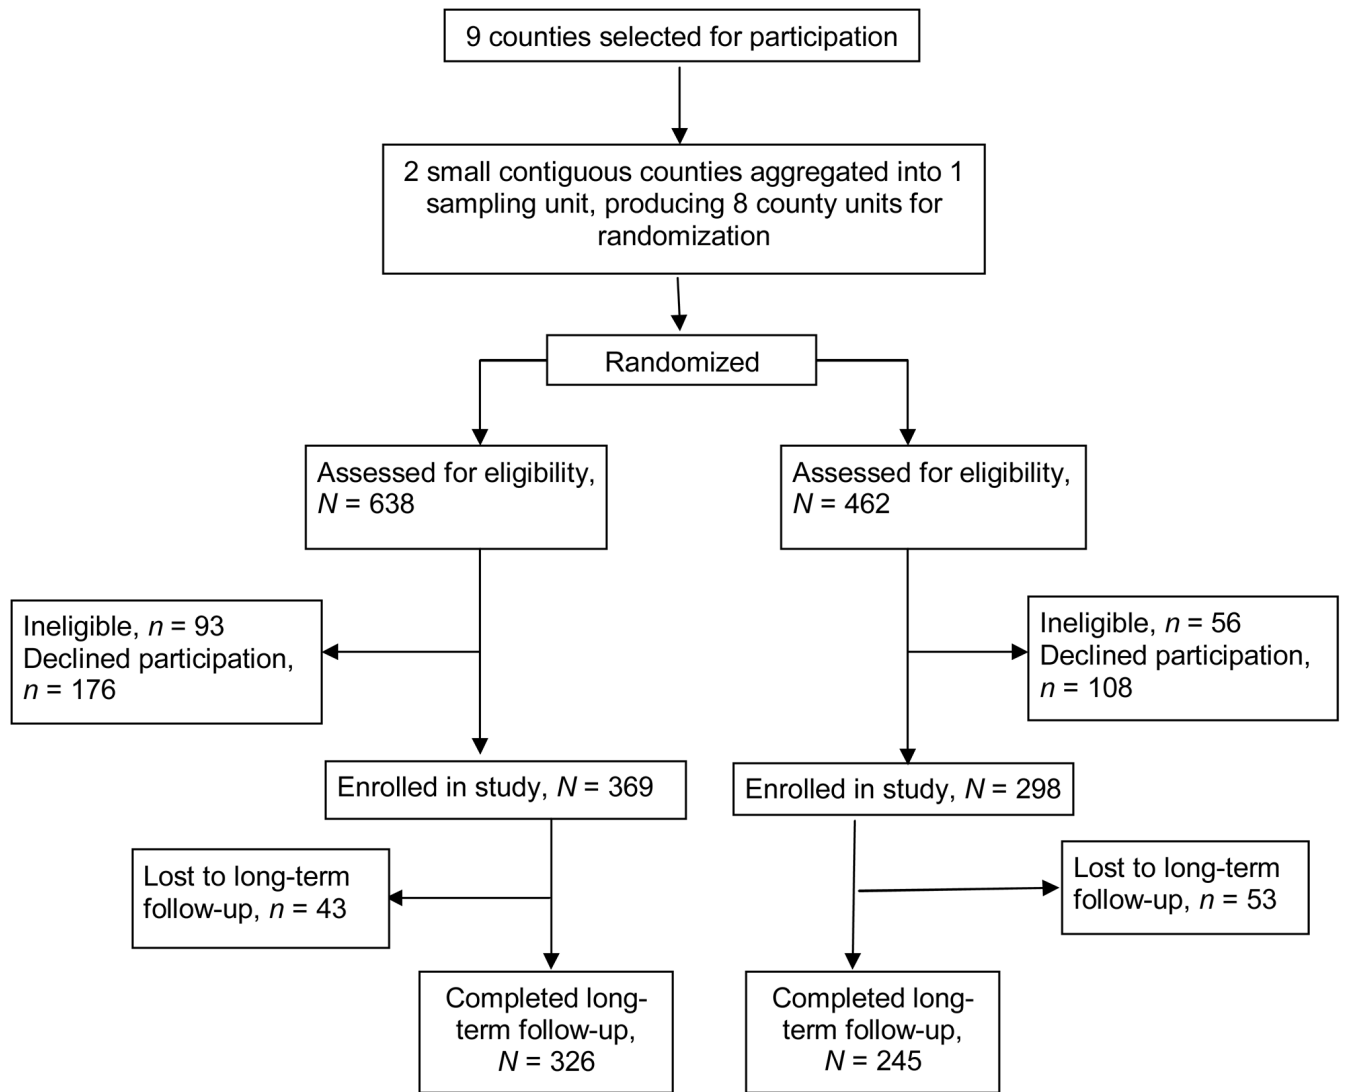 9 counties selected for participation
2 small contiguous counties aggregated into 1
sampling unit, producing 8 county units for
randomization
Randomized
Assessed for eligibility,
N = 638
Assessed for eligibility,
N = 462
Ineligible, n = 93
Declined participation,
n = 176
Ineligible, n = 56
Declined participation,
n = 108
Enrolled in study, N = 369
Enrolled in study, N = 298
Lost to long-term
follow-up, n = 43
Lost to long-term
follow-up, n = 53
Completed long-
term follow-up,
N = 326
Completed long-
term follow-up,
N = 245